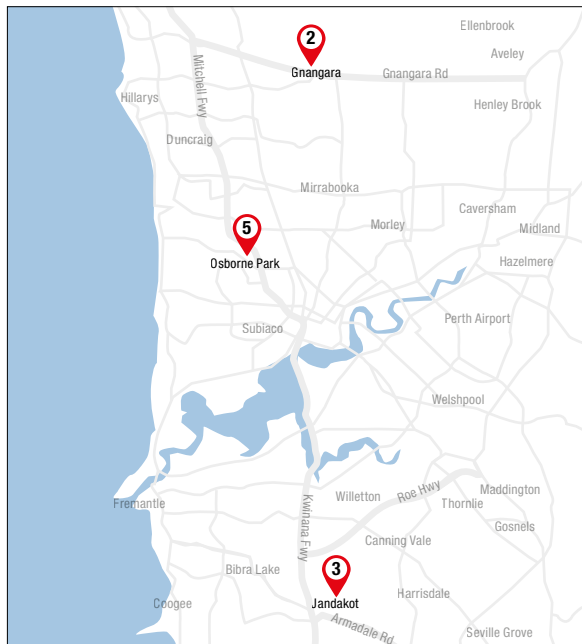 Ellenbrook
2
Aveley
Gnangara
Gnangara Rd
Mitchell Fwy
Hillarys
Henley Brook
Duncraig
Mirrabooka
Caversham
5
Morley
Midland
Osborne Park
Hazelmere
Perth Airport
Subiaco
Welshpool
Maddington
Roe Hwy
Willetton
Thornlie
Fremantle
Kwinana Fwy
Gosnels
Canning Vale
Bibra Lake
3
Harrisdale
Coogee
Jandakot
Armadale Rd
Seville Grove